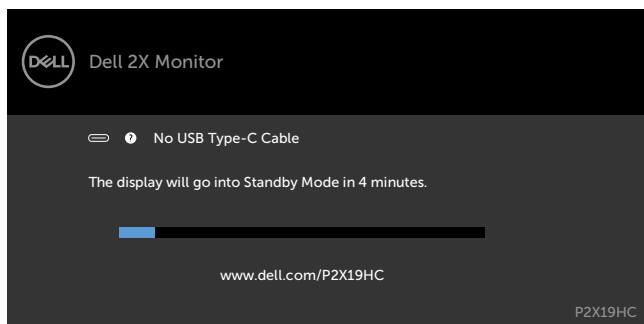 DELL Dell 2X Monitor
? No USB Type-C Cable
The display will go into Standby Mode in 4 minutes.
www.dell.com/P2X19HC
P2X19HC